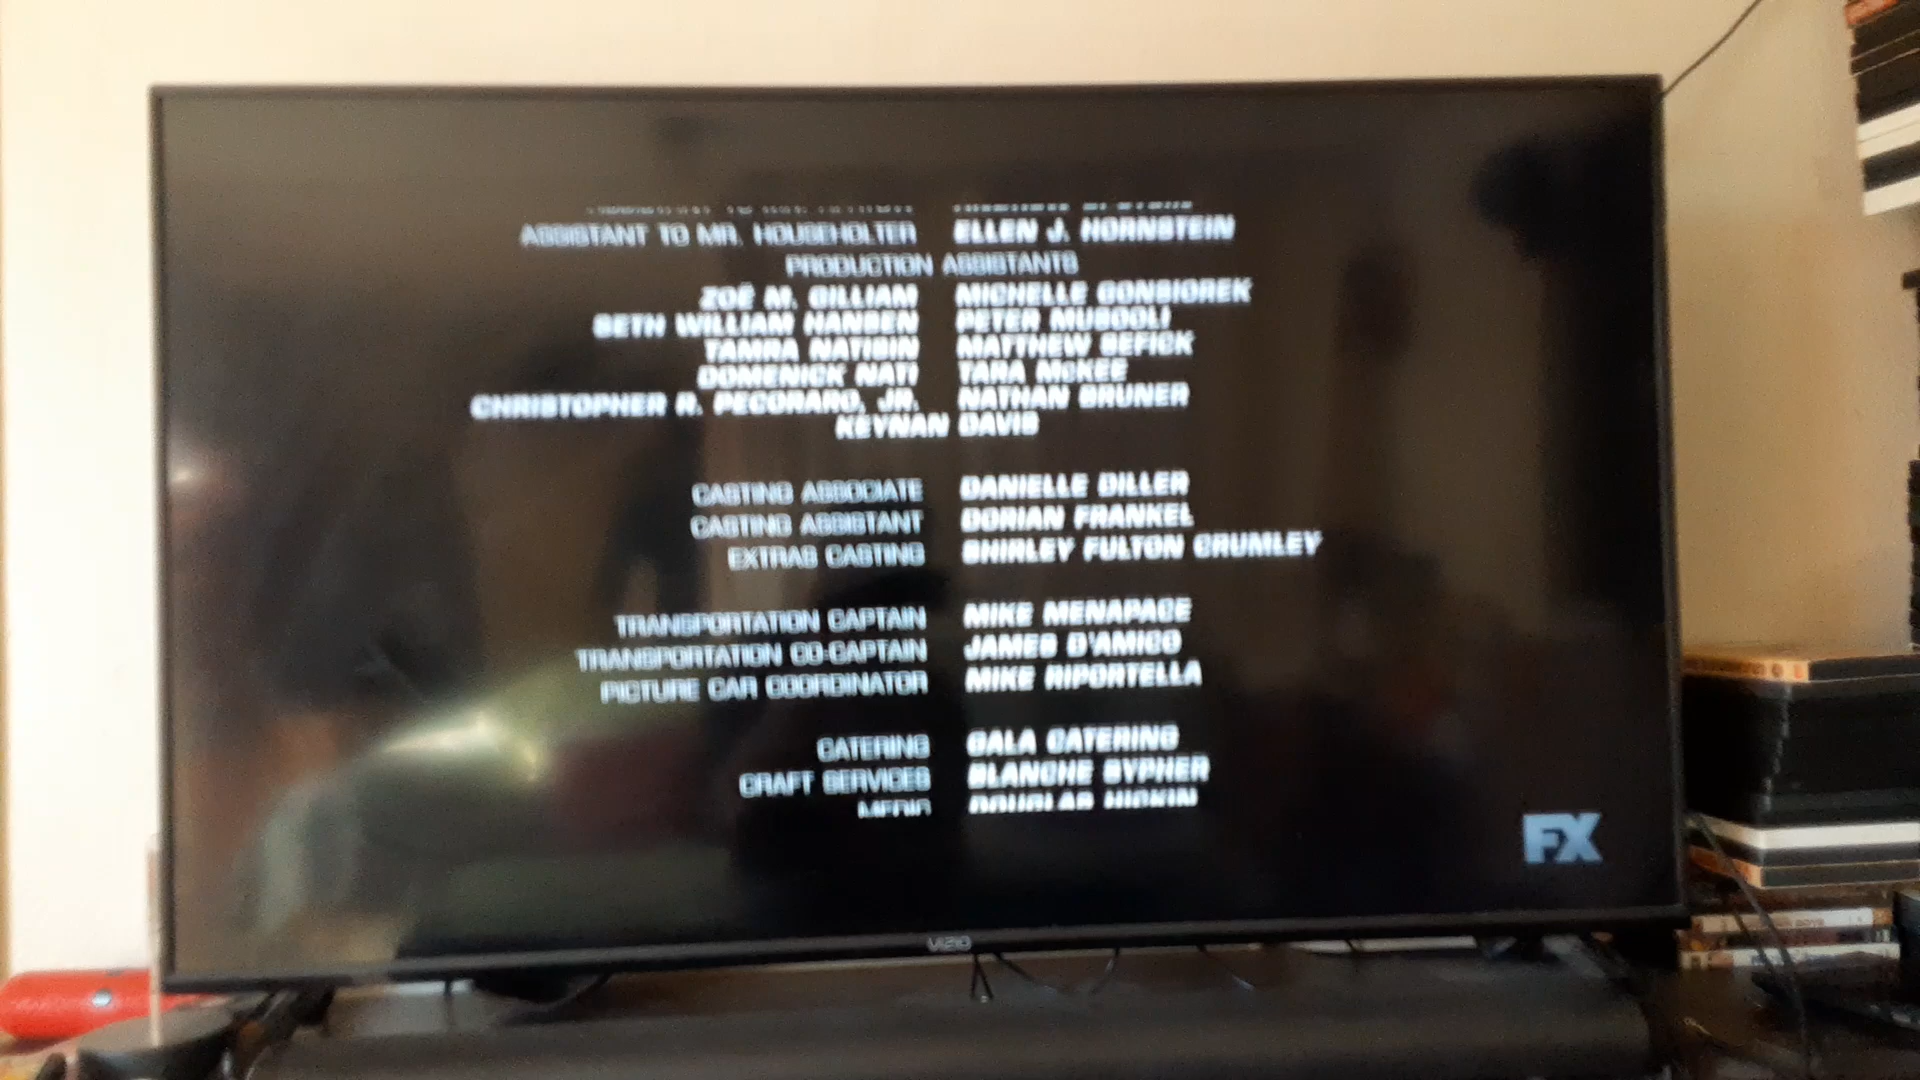 ASSISTANT TO MR. HOUSEHOLTER ELLEN J. HORNSTEIN
PRODUCTION ASSISTANTS
ZOË M. GILLIAM MICHELLE GONSIOREK
SETH WILLIAM HANSEN PETER MUSOOLI
TAMRA NATISIN MATTHEW SEFICK
DOMENICK NATI TARA McKEE
CHRISTOPHER R. PECORARO, JR. NATHAN BRUNER
KEYNAN DAVIS
CASTING ASSOCIATE DANIELLE DILLER
CASTING ASSISTANT DORIAN FRANKEL
EXTRAS CASTING SHIRLEY FULTON CRUMLEY
TRANSPORTATION CAPTAIN MIKE MENAPACE
TRANSPORTATION CO-CAPTAIN JAMES D'AMICO
PICTURE CAR COORDINATOR MIKE RIPORTELLA
CATERING GALA CATERING
CRAFT SERVICES BLANCHE SYPHER
MEDIC DOUGLAS
FX
VIZIO